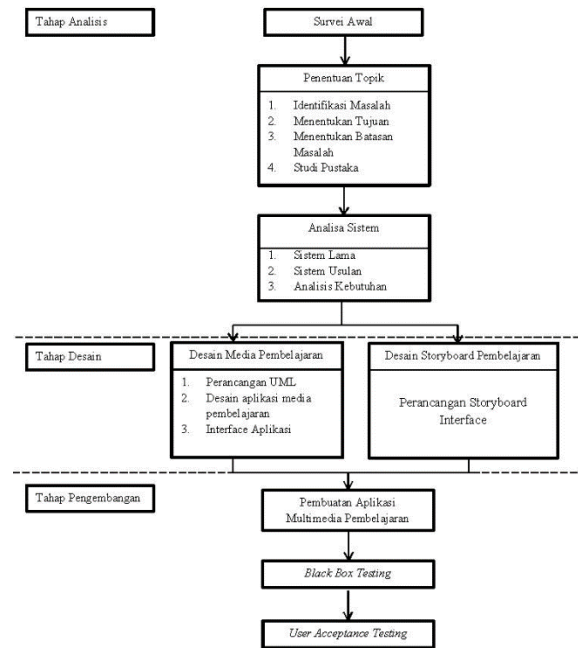 Tahap Analisis
Survei Awal
Penentuan Topik
1. Identifikasi Masalah
2. Menentukan Tujuan
3. Menentukan Batasan
Masalah
4. Studi Pustaka
Analisa Sistem
1. Sistem Lama
2. Sistem Usulan
3. Analisis Kebutuhan
Tahap Desain
Desain Media Pembelajaran
1. Perancangan UML
2. Desain aplikasi media
pembelajaran
3. Interface Aplikasi
Desain Storyboard Pembelajaran
Perancangan Storyboard
Interface
Tahap Pengembangan
Pembuatan Aplikasi
Multimedia Pembelajaran
Black Box Testing
User Acceptance Testing